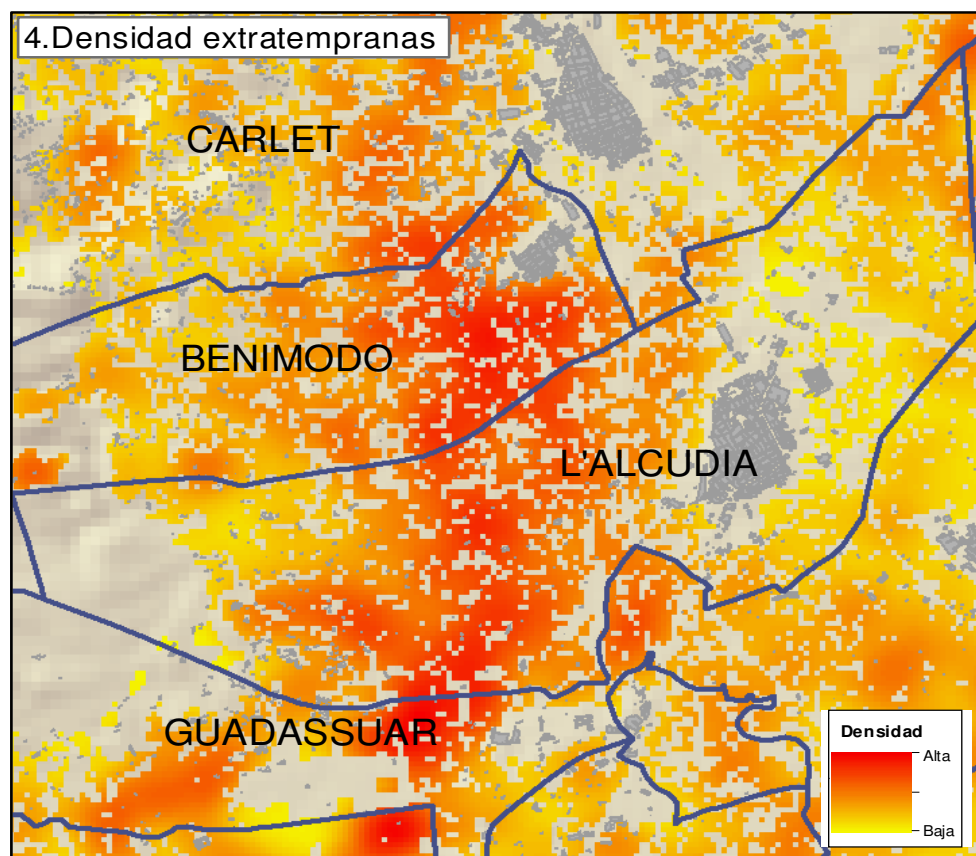 4.Densidad extratempranas
CARLET
BENIMODO
L'ALCUDIA
GUADASSUAR
Densidad
Alta
Baja